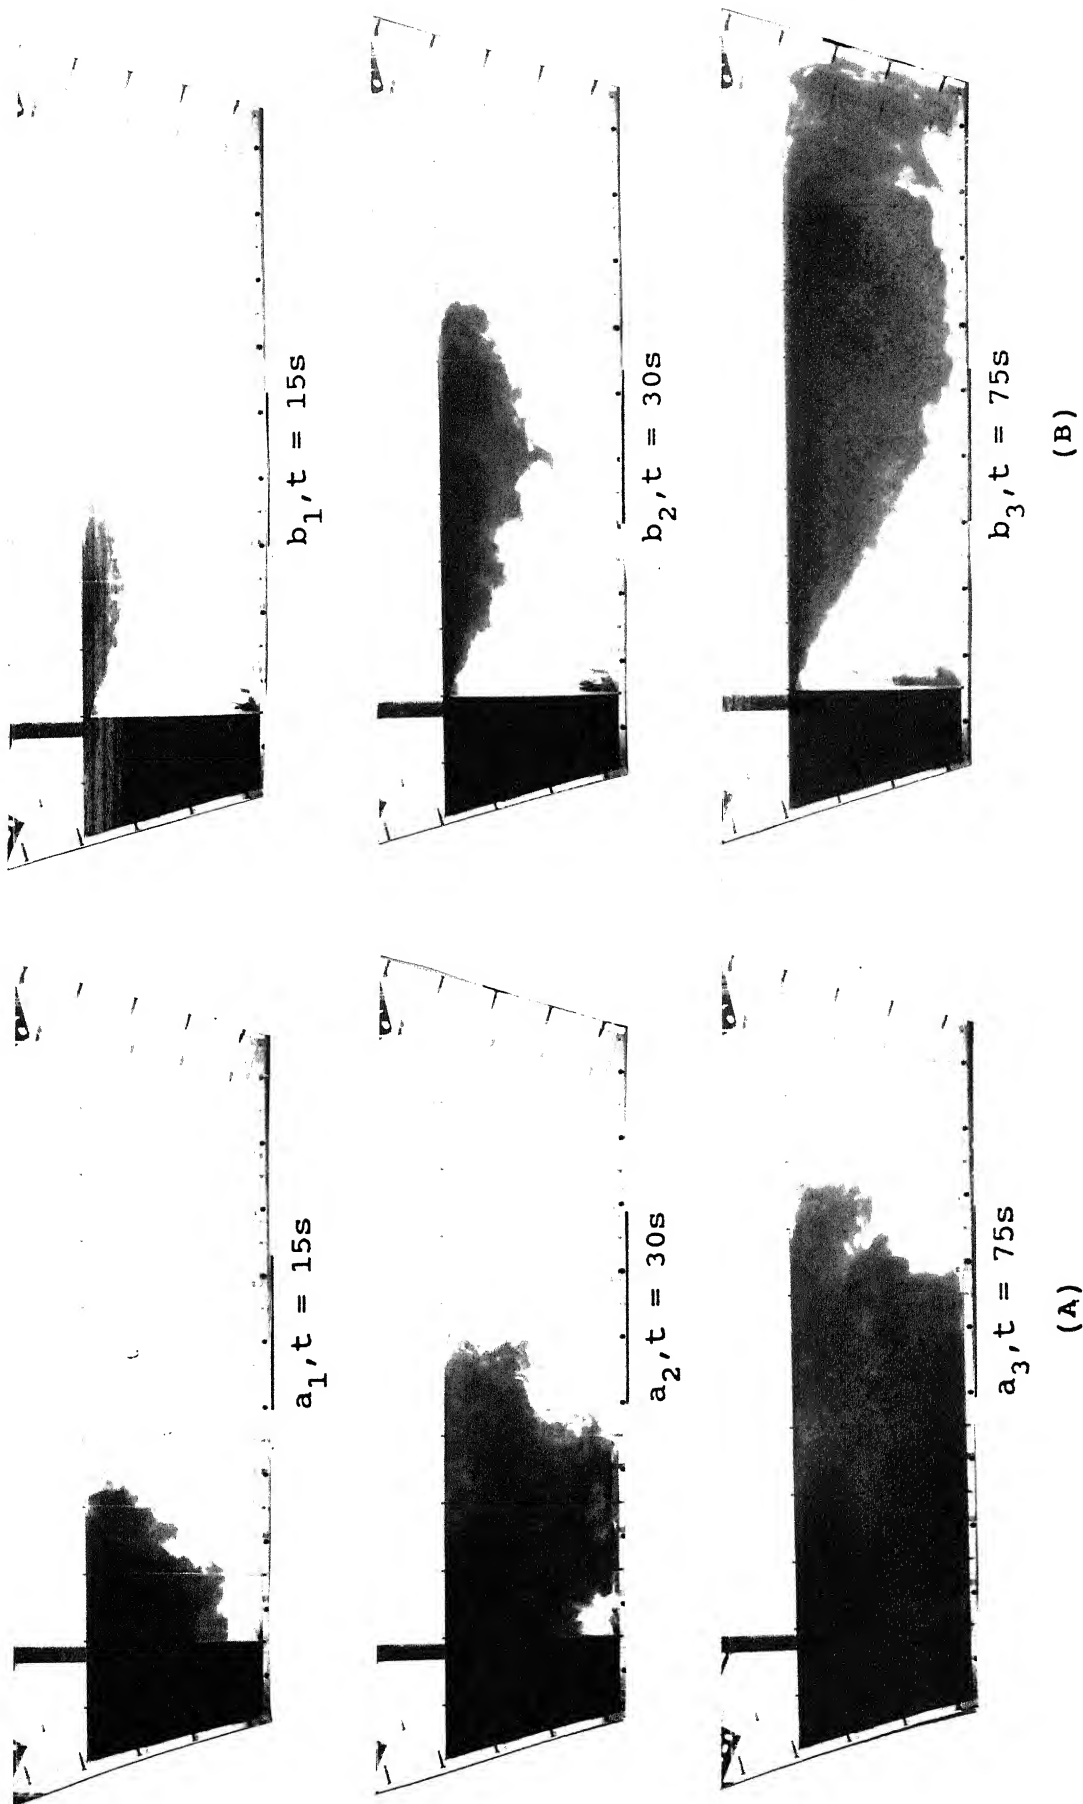 a₁, t = 15s
b₁, t = 15s
a₂, t = 30s
b₂, t = 30s
a₃, t = 75s
b₃, t = 75s
(A)
(B)